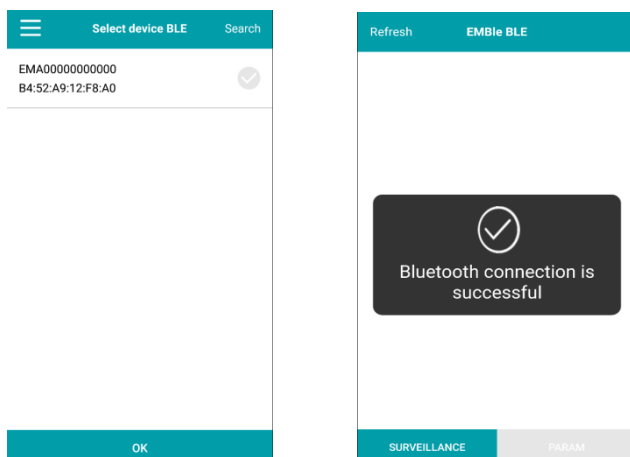 Select device BLE Search
EMA00000000000
B4:52:A9:12:F8:A0
OK
Refresh EMBle BLE
Bluetooth connection is
successful
SURVEILLANCE PARAM